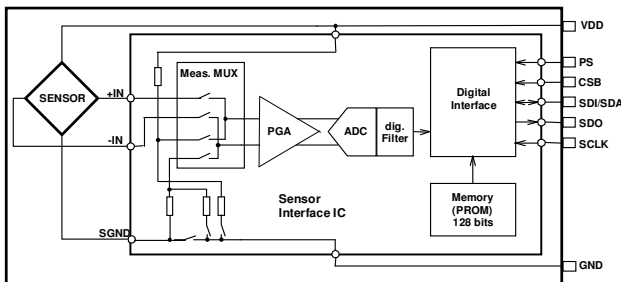 VDD
Meas. MUX
PS
+IN
CSB
SENSOR
Digital
Interface
SDI/SDA
-IN
PGA
ADC
dig.
Filter
SDO
SCLK
Sensor
Interface IC
Memory
(PROM)
128 bits
SGND
GND